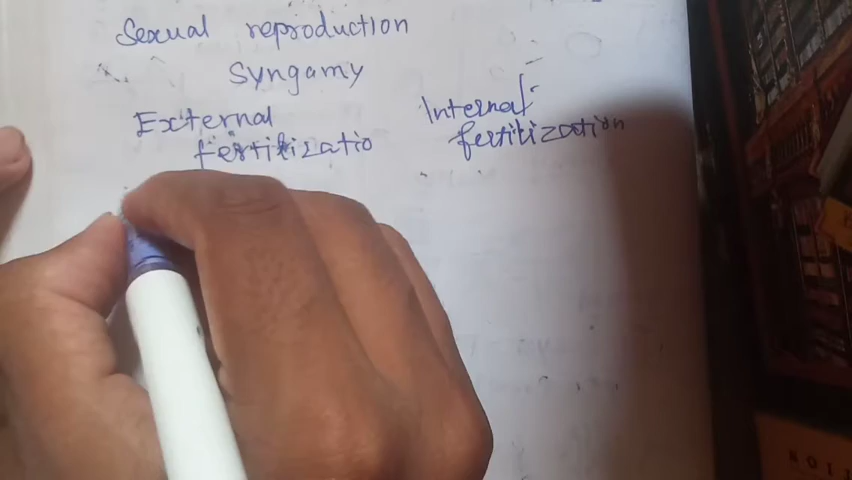 Sexual reproduction
Syngamy
External
fertilizatio
Internal
fertilization